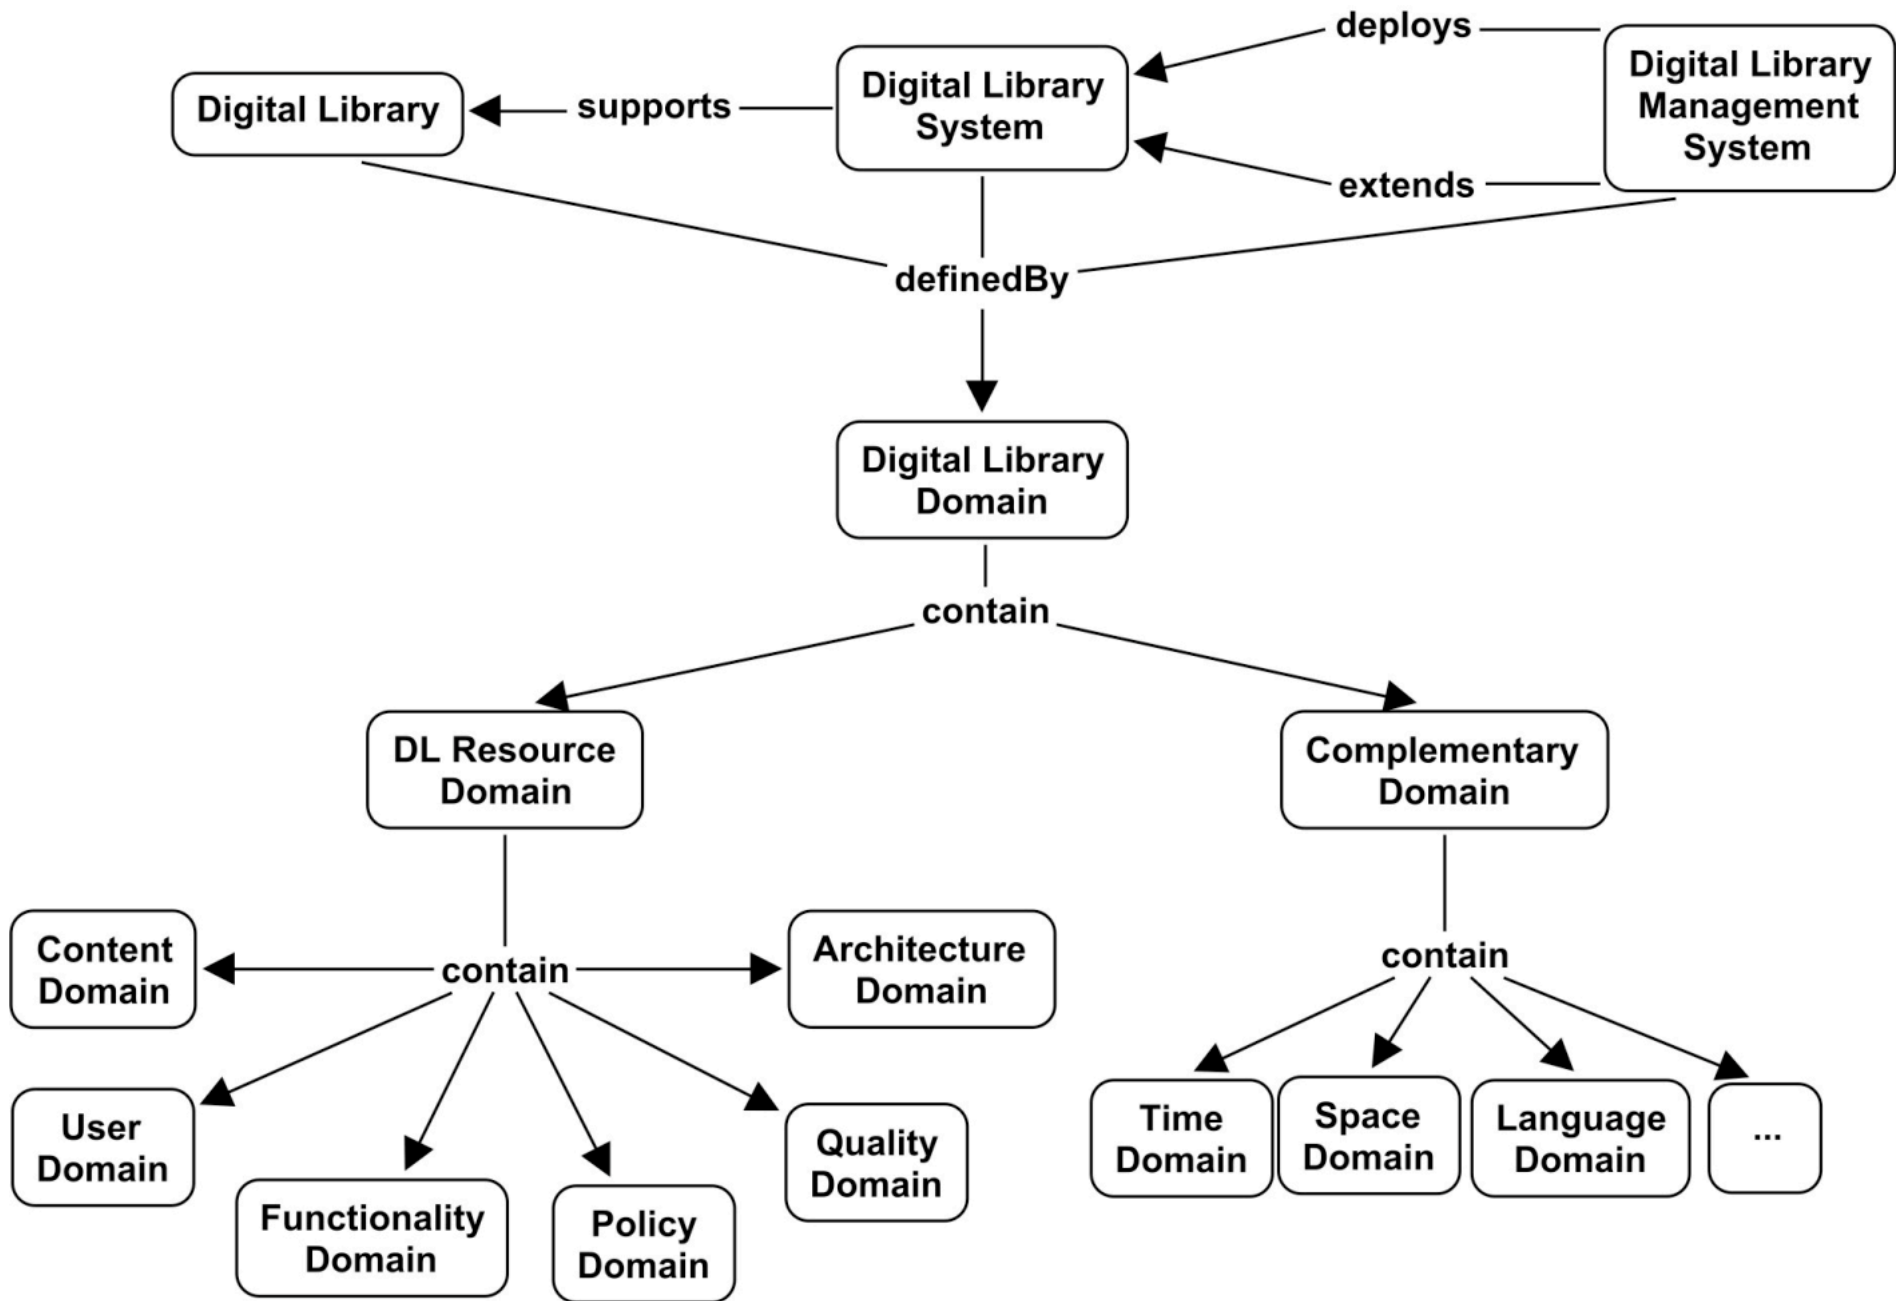 deploys
Digital Library
Management
System
Digital Library
System
Digital Library
supports
extends
definedBy
Digital Library
Domain
contain
DL Resource
Domain
Complementary
Domain
Content
Domain
contain
Architecture
Domain
contain
User
Domain
Functionality
Domain
Policy
Domain
Quality
Domain
Time
Domain
Space
Domain
Language
Domain
...